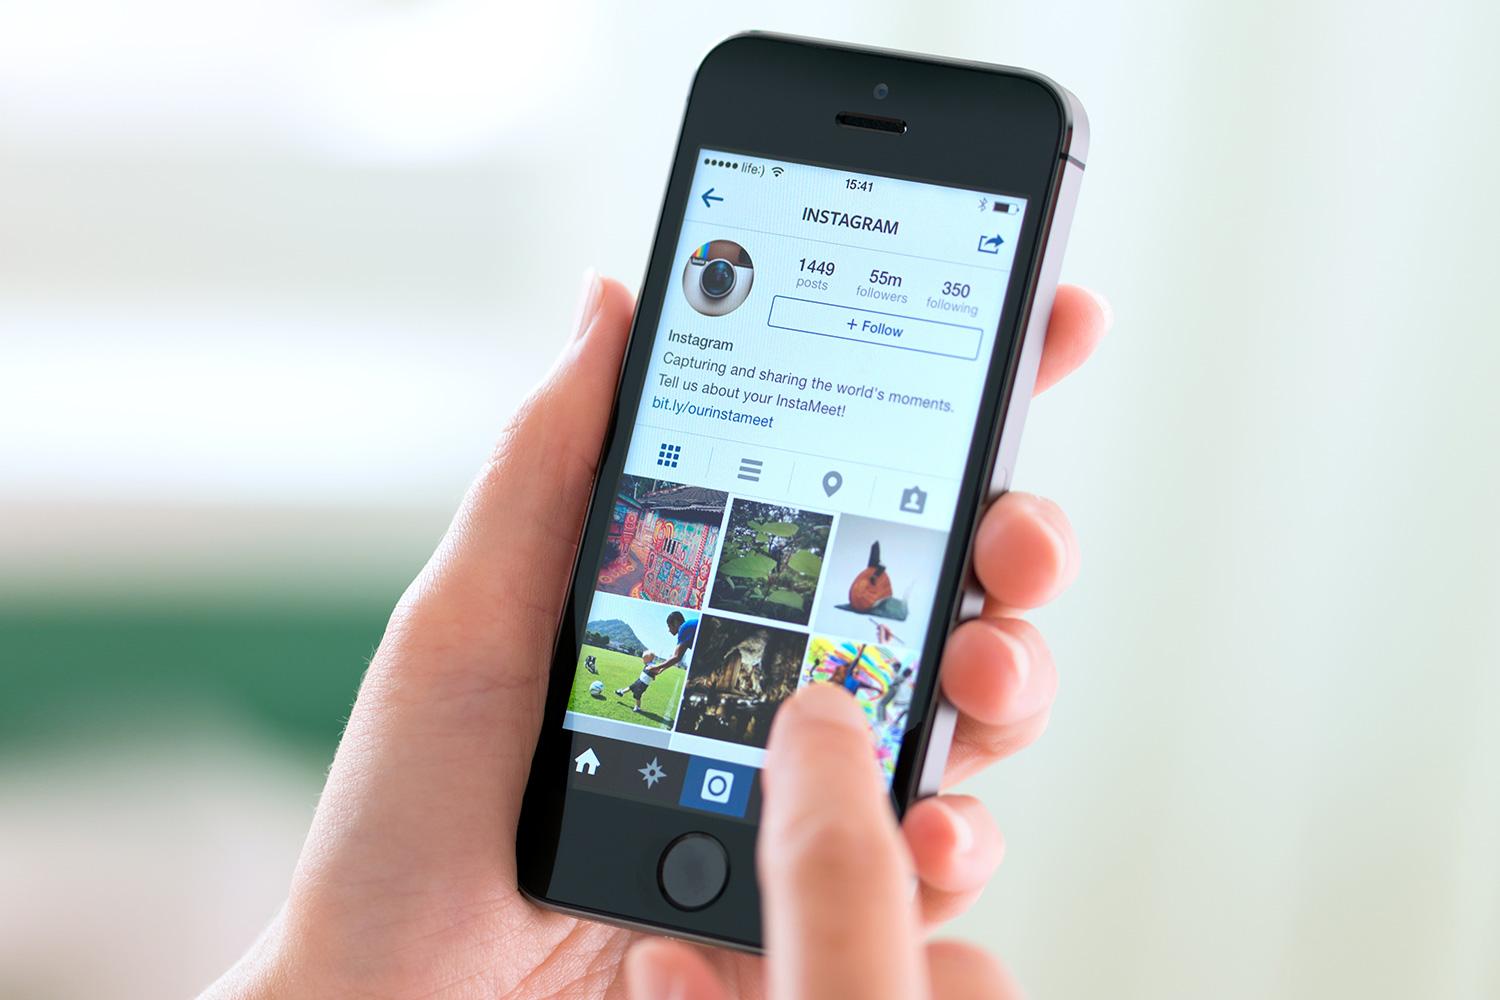 life:)
15:41
INSTAGRAM
1449 55m 350
posts followers following
+ Follow
Instagram
Capturing and sharing the world's moments.
Tell us about your InstaMeet!
bit.ly/ourinstameet